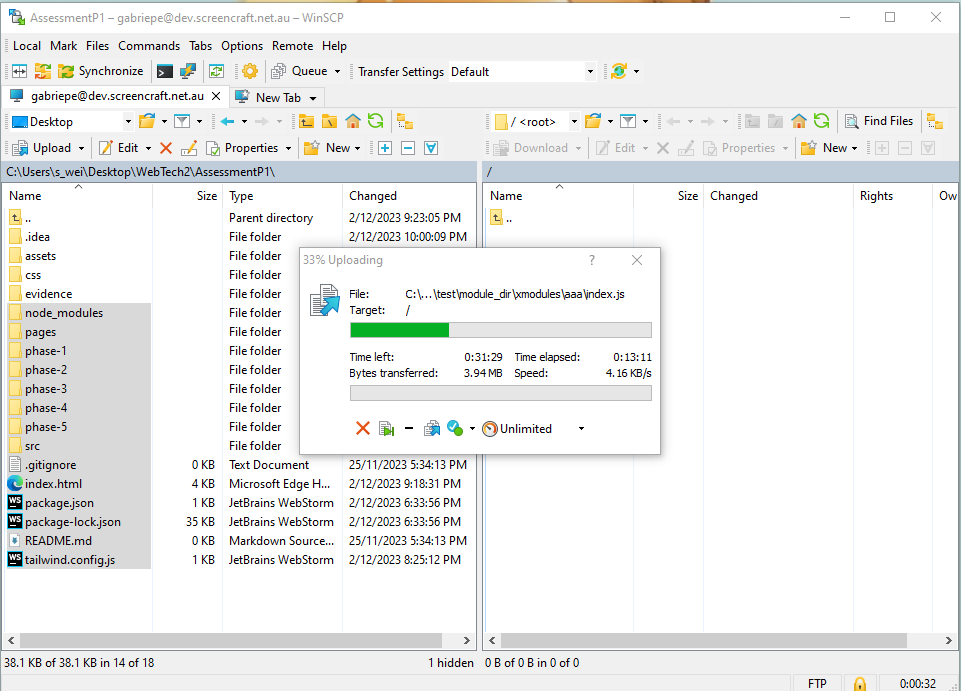 AssessmentP1 – gabriepe@dev.screencraft.net.au – WinSCP
Local Mark Files Commands Tabs Options Remote Help
Synchronize Queue Transfer Settings Default
gabriepe@dev.screencraft.net.au New Tab
Desktop / <root> Find Files
Upload Edit Properties New Download Edit Properties New
C:\Users\s_wei\Desktop\WebTech2\AssessmentP1\ /
Name Size Type Changed Name Size Changed Rights Ow
.. Parent directory 2/12/2023 9:23:05 PM ..
.idea File folder 2/12/2023 10:00:09 PM
assets File folder
css File folder
evidence File folder
node_modules File folder
pages File folder
phase-1 File folder
phase-2 File folder
phase-3 File folder
phase-4 File folder
phase-5 File folder
src File folder
.gitignore 0 KB Text Document 25/11/2023 5:34:13 PM
index.html 4 KB Microsoft Edge H... 2/12/2023 9:18:31 PM
package.json 1 KB JetBrains WebStorm 2/12/2023 6:33:56 PM
package-lock.json 35 KB JetBrains WebStorm 2/12/2023 6:33:56 PM
README.md 0 KB Markdown Source... 25/11/2023 5:34:13 PM
tailwind.config.js 1 KB JetBrains WebStorm 2/12/2023 8:25:12 PM
33% Uploading ?
File: C:\...\test\module_dir\xmodules\aaa\index.js
Target: /
Time left: 0:31:29 Time elapsed: 0:13:11
Bytes transferred: 3.94 MB Speed: 4.16 KB/s
Unlimited
38.1 KB of 38.1 KB in 14 of 18 1 hidden 0 B of 0 B in 0 of 0
FTP 0:00:32